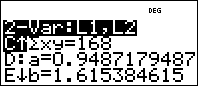 DEG
2-Var:L1,L2
C↑Σxy=168
D:a=0.9487179487
E↓b=1.615384615